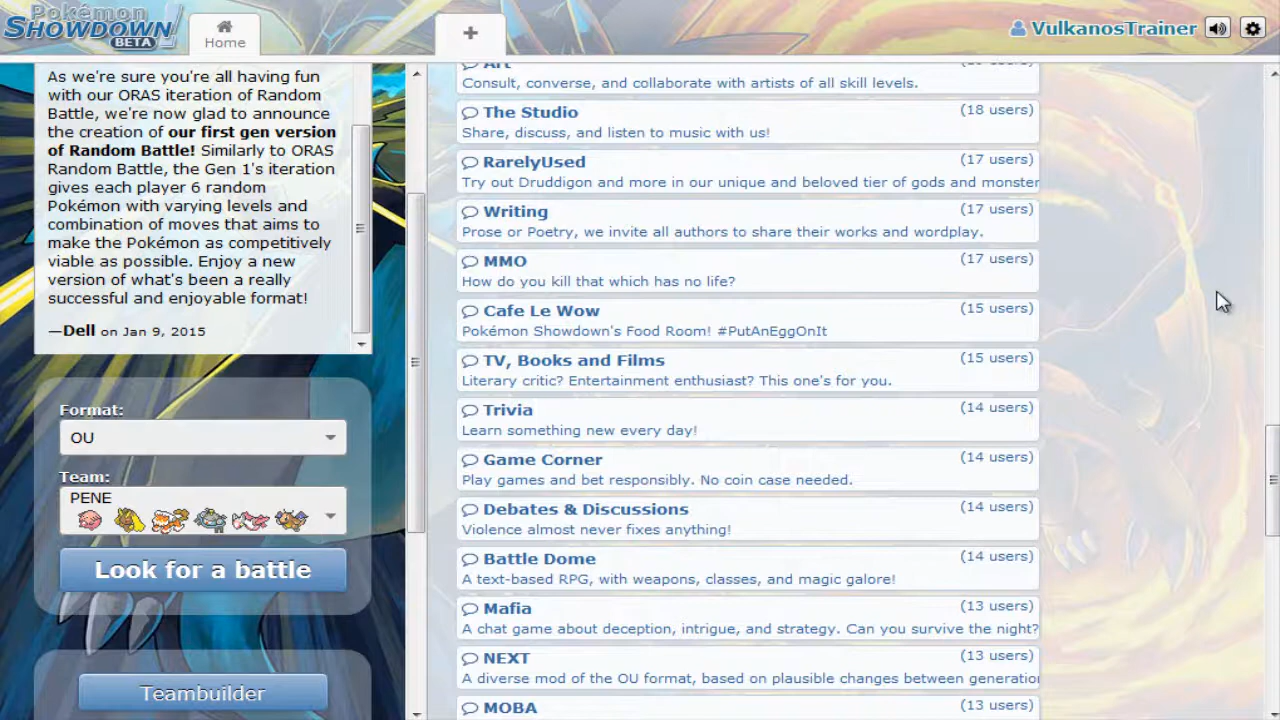 Pokémon
SHOWDOWN!
BETA
Home
+
VulkanosTrainer
As we're sure you're all having fun
with our ORAS iteration of Random
Battle, we're now glad to announce
the creation of our first gen version
of Random Battle! Similarly to ORAS
Random Battle, the Gen 1's iteration
gives each player 6 random
Pokémon with varying levels and
combination of moves that aims to
make the Pokémon as competitively
viable as possible. Enjoy a new
version of what's been a really
successful and enjoyable format!
—Dell on Jan 9, 2015
Format:
OU
Team:
PENE
Look for a battle
Teambuilder
Art
Consult, converse, and collaborate with artists of all skill levels.
The Studio (18 users)
Share, discuss, and listen to music with us!
RarelyUsed (17 users)
Try out Druddigon and more in our unique and beloved tier of gods and monster
Writing (17 users)
Prose or Poetry, we invite all authors to share their works and wordplay.
MMO (17 users)
How do you kill that which has no life?
Cafe Le Wow (15 users)
Pokémon Showdown's Food Room! #PutAnEggOnIt
TV, Books and Films (15 users)
Literary critic? Entertainment enthusiast? This one's for you.
Trivia (14 users)
Learn something new every day!
Game Corner (14 users)
Play games and bet responsibly. No coin case needed.
Debates & Discussions (14 users)
Violence almost never fixes anything!
Battle Dome (14 users)
A text-based RPG, with weapons, classes, and magic galore!
Mafia (13 users)
A chat game about deception, intrigue, and strategy. Can you survive the night?
NEXT (13 users)
A diverse mod of the OU format, based on plausible changes between generatio
MOBA (13 users)